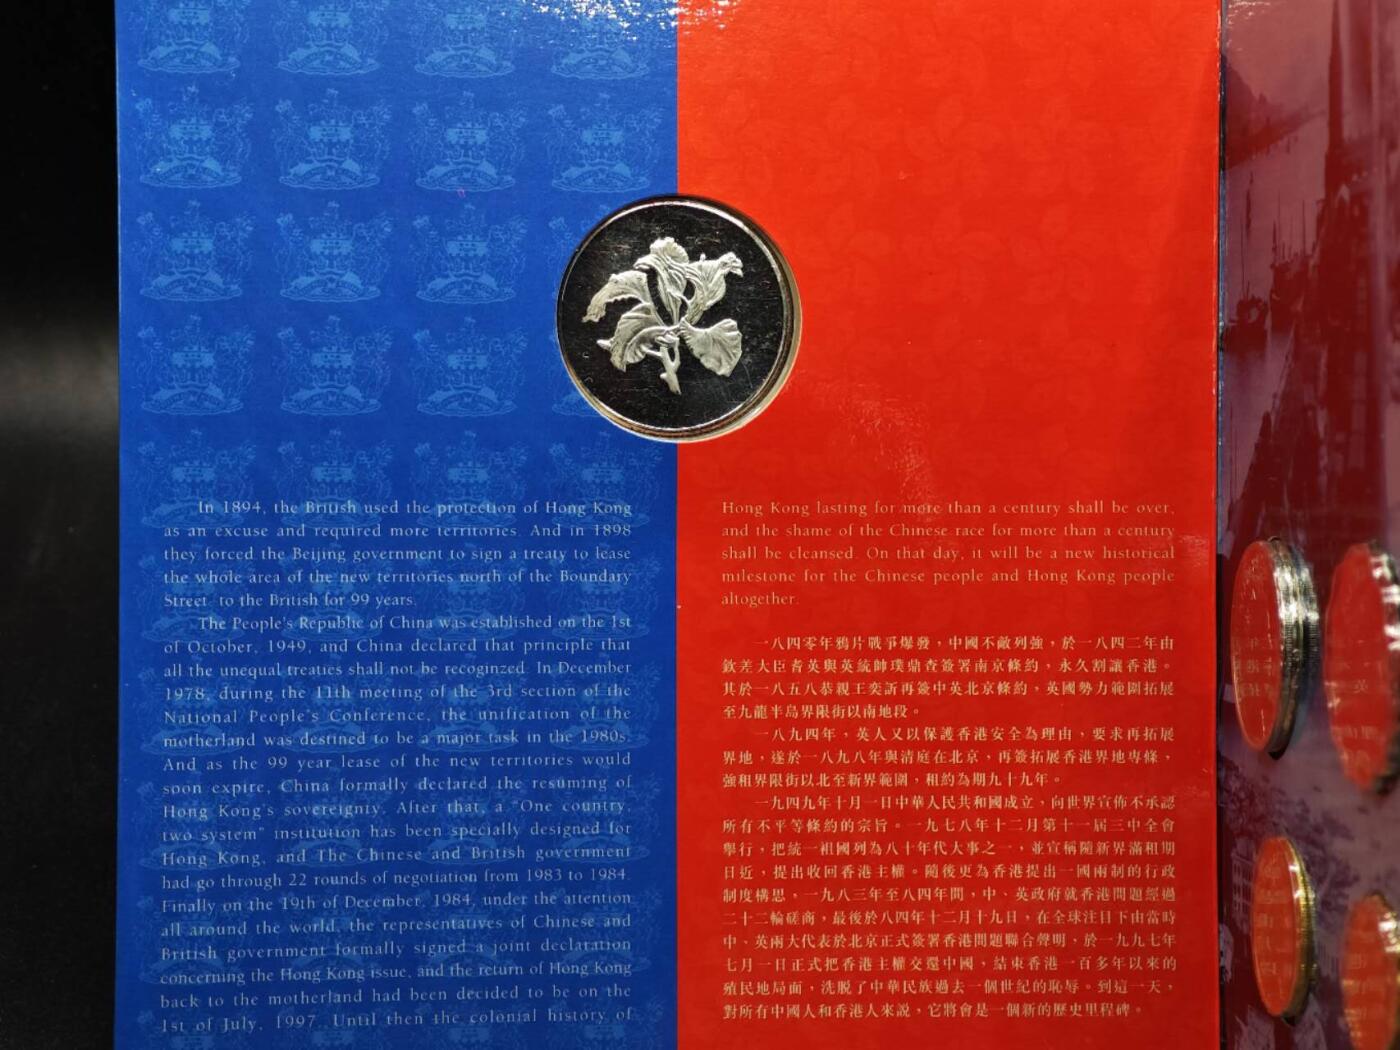 In 1894, the British used the protection of Hong Kong
as an excuse and required more territories. And in 1898
they forced the Beijing government to sign a treaty to lease
the whole area of the new territories north of the Boundary
Street to the British for 99 years.
The People's Republic of China was established on the 1st
of October, 1949, and China declared that principle that
all the unequal treaties shall not be recoginzed. In December
1978, during the 11th meeting of the 3rd section of the
National People's Conference, the unification of the
motherland was destined to be a major task in the 1980s.
And as the 99 year lease of the new territories would
soon expire, China formally declared the resuming of
Hong Kong's sovereignty. After that, a "One country,
two system" institution has been specially designed for
Hong Kong, and The Chinese and British government
had go through 22 rounds of negotiation from 1983 to 1984.
Finally on the 19th of December, 1984, under the attention
all around the world, the representatives of Chinese and
British government formally signed a joint declaration
concerning the Hong Kong issue, and the return of Hong Kong
back to the motherland had been decided to be on the
1st of July, 1997. Until then the colonial history of
Hong Kong lasting for more than a century shall be over,
and the shame of the Chinese race for more than a century
shall be cleansed. On that day, it will be a new historical
milestone for the Chinese people and Hong Kong people
altogether.
一八四零年鴉片戰爭爆發，中國不敵列強，於一八四二年由
欽差大臣耆英與英統帥璞鼎查簽署南京條約，永久割讓香港。
其於一八五八恭親王奕訢再簽中英北京條約，英國勢力範圍拓展
至九龍半島界限街以南地段。
一八九四年，英人又以保護香港安全為理由，要求再拓展
界地，遂於一八九八年與清庭在北京，再簽拓展香港界地專條，
強租界限街以北至新界範圍，租約為期九十九年。
一九四九年十月一日中華人民共和國成立，向世界宣佈不承認
所有不平等條約的宗旨。一九七八年十二月第十一屆三中全會
舉行，把統一祖國列為八十年代大事之一，並宣稱隨新界滿租期
日近，提出收回香港主權。隨後更為香港提出一國兩制的行政
制度構思，一九八三年至八四年間，中、英政府就香港問題經過
二十二輪磋商，最後於八四年十二月十九日，在全球注目下由當時
中、英兩大代表於北京正式簽署香港問題聯合聲明，於一九九七年
七月一日正式把香港主權交還中國，結束香港一百多年以來的
殖民地局面，洗脫了中華民族過去一個世紀的恥辱。到這一天，
對所有中國人和香港人來說，它將會是一個新的歷史里程碑。